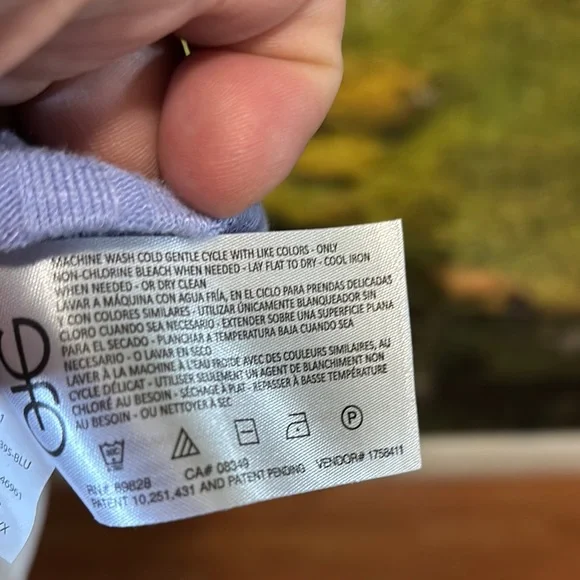 MACHINE WASH COLD GENTLE CYCLE WITH LIKE COLORS - ONLY
NON-CHLORINE BLEACH WHEN NEEDED - LAY FLAT TO DRY - COOL IRON
WHEN NEEDED - OR DRY CLEAN
LAVAR A MÁQUINA CON AGUA FRÍA, EN EL CICLO PARA PRENDAS DELICADAS
Y CON COLORES SIMILARES - UTILIZAR ÚNICAMENTE BLANQUEADOR SIN
CLORO CUANDO SEA NECESARIO - EXTENDER SOBRE UNA SUPERFICIE PLANA
PARA EL SECADO - PLANCHAR A TEMPERATURA BAJA CUANDO SEA
NECESARIO - O LAVAR EN SECO
LAVER À LA MACHINE À L'EAU FROIDE AVEC DES COULEURS SIMILAIRES, AU
CYCLE DÉLICAT - UTILISER SEULEMENT UN AGENT DE BLANCHIMENT NON
CHLORÉ AU BESOIN - SÉCHAGE À PLAT - REPASSER À BASSE TEMPÉRATURE
AU BESOIN - OU NETTOYER À SEC
P
RN# 89828 CA# 08349 VENDOR# 1758411
PATENT 10,251,431 AND PATENT PENDING
-BLU